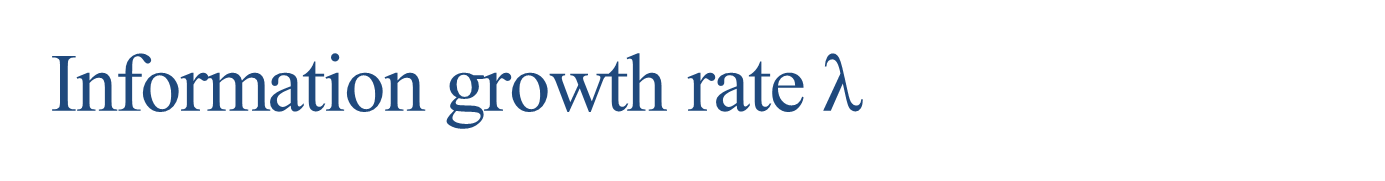 Information growth rate λ